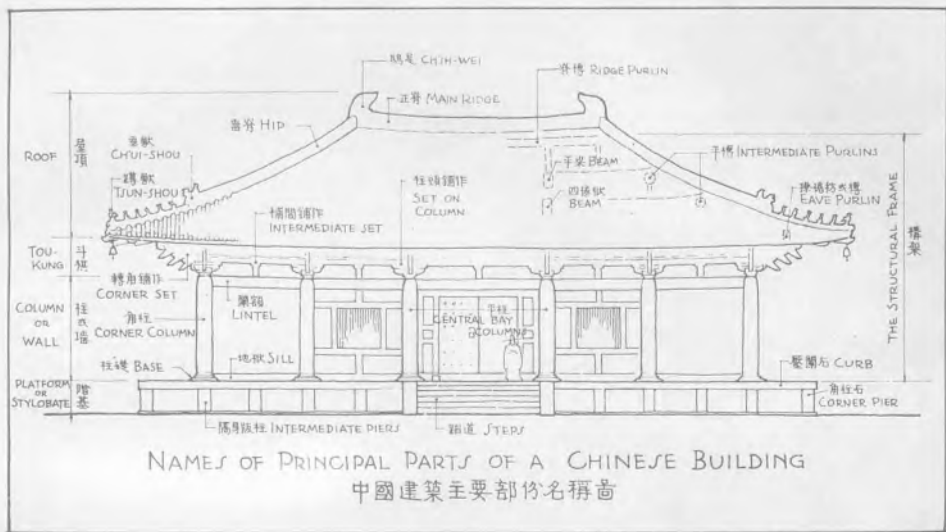 鴟尾 CH'IH-WEI
脊槫 RIDGE PURLIN
正脊 MAIN RIDGE
HIP
ROOF
屋頂
垂獸
CH'UI-SHOU
蹲獸
TSUN-SHOU
柱頭鋪作
SET ON
COLUMN
平梁 BEAM
平槫 INTERMEDIATE PURLINS
四椽栿
BEAM
EAVE PURLIN
補間鋪作
INTERMEDIATE SET
TOU-
KUNG
斗栱
轉角鋪作
CORNER SET
構架
THE STRUCTURAL FRAME
COLUMN
OR
WALL
柱或墻
角柱
CORNER COLUMN
闌額
LINTEL
平柱
CENTRAL BAY
COLUMNS
柱礎 BASE
地栿 SILL
PLATFORM
OR
STYLOBATE
階基
壓闌石 CURB
角柱石
CORNER PIER
隔身版柱 INTERMEDIATE PIERS
踏道 STEPS
NAMES OF PRINCIPAL PARTS OF A CHINESE BUILDING
中國建築主要部份名稱圖